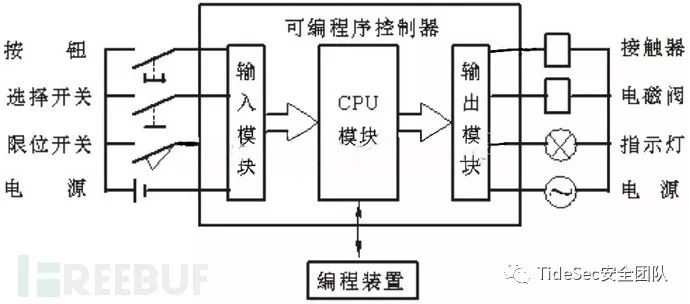 可编程序控制器
按 钮
选择开关
限位开关
电 源
输入模块
CPU
模块
输出模块
接触器
电磁阀
指示灯
电 源
编程装置
FREEBUF
TideSec安全团队